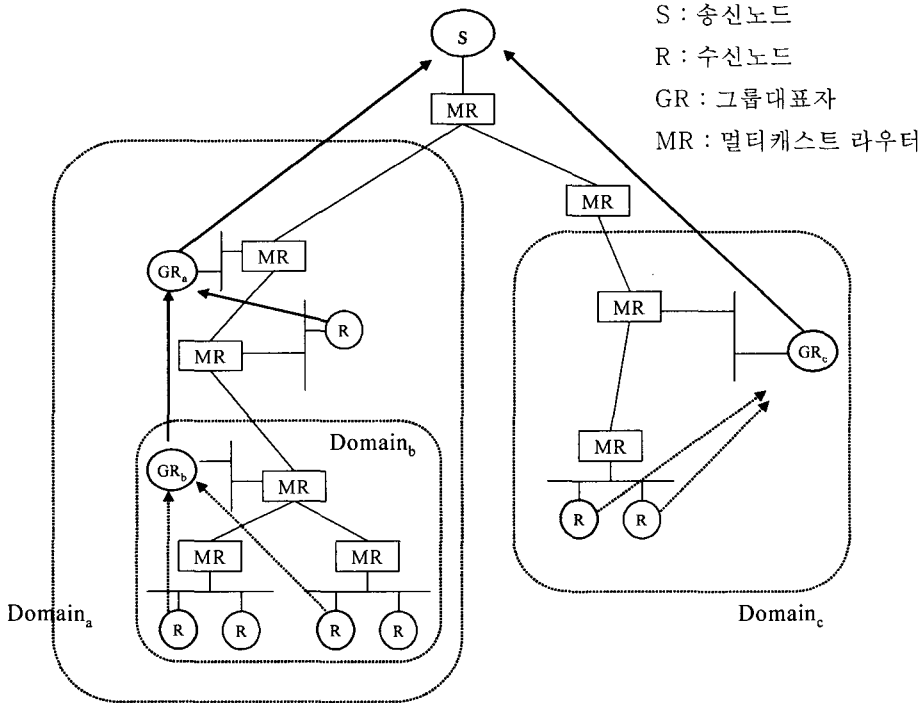 S : 송신노드
R : 수신노드
GR : 그룹대표자
MR : 멀티캐스트 라우터
S
MR
MR
GRa
MR
MR
R
MR
GRc
Domainb
MR
GRb
MR
MR
MR
R
R
R
R
R
R
Domaina
Domainc